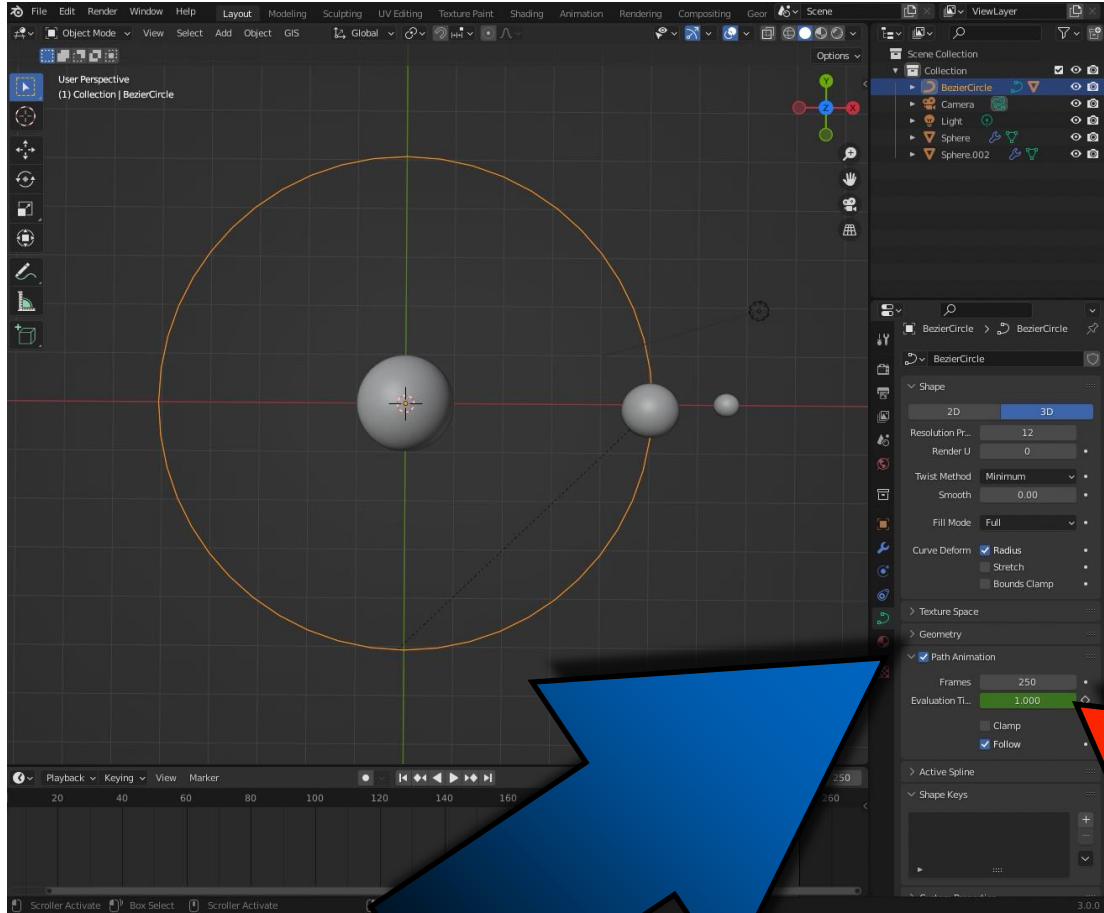 File Edit Render Window Help Layout Modeling Sculpting UV Editing Texture Paint Shading Animation Rendering Compositing Geor Scene ViewLayer
Object Mode View Select Add Object GIS Global
Options
User Perspective
(1) Collection | BezierCircle
Y
Z X
Scene Collection
Collection
BezierCircle
Camera
Light
Sphere
Sphere.002
BezierCircle > BezierCircle
BezierCircle
Shape
2D 3D
Resolution Pr... 12
Render U 0
Twist Method Minimum
Smooth 0.00
Fill Mode Full
Curve Deform Radius
Stretch
Bounds Clamp
Texture Space
Geometry
Path Animation
Frames 250
Evaluation Ti... 1.000
Clamp
Follow
Active Spline
Shape Keys
Playback Keying View Marker 250
20 40 60 80 100 120 140 160 260
Scroller Activate Box Select Scroller Activate 3.0.0